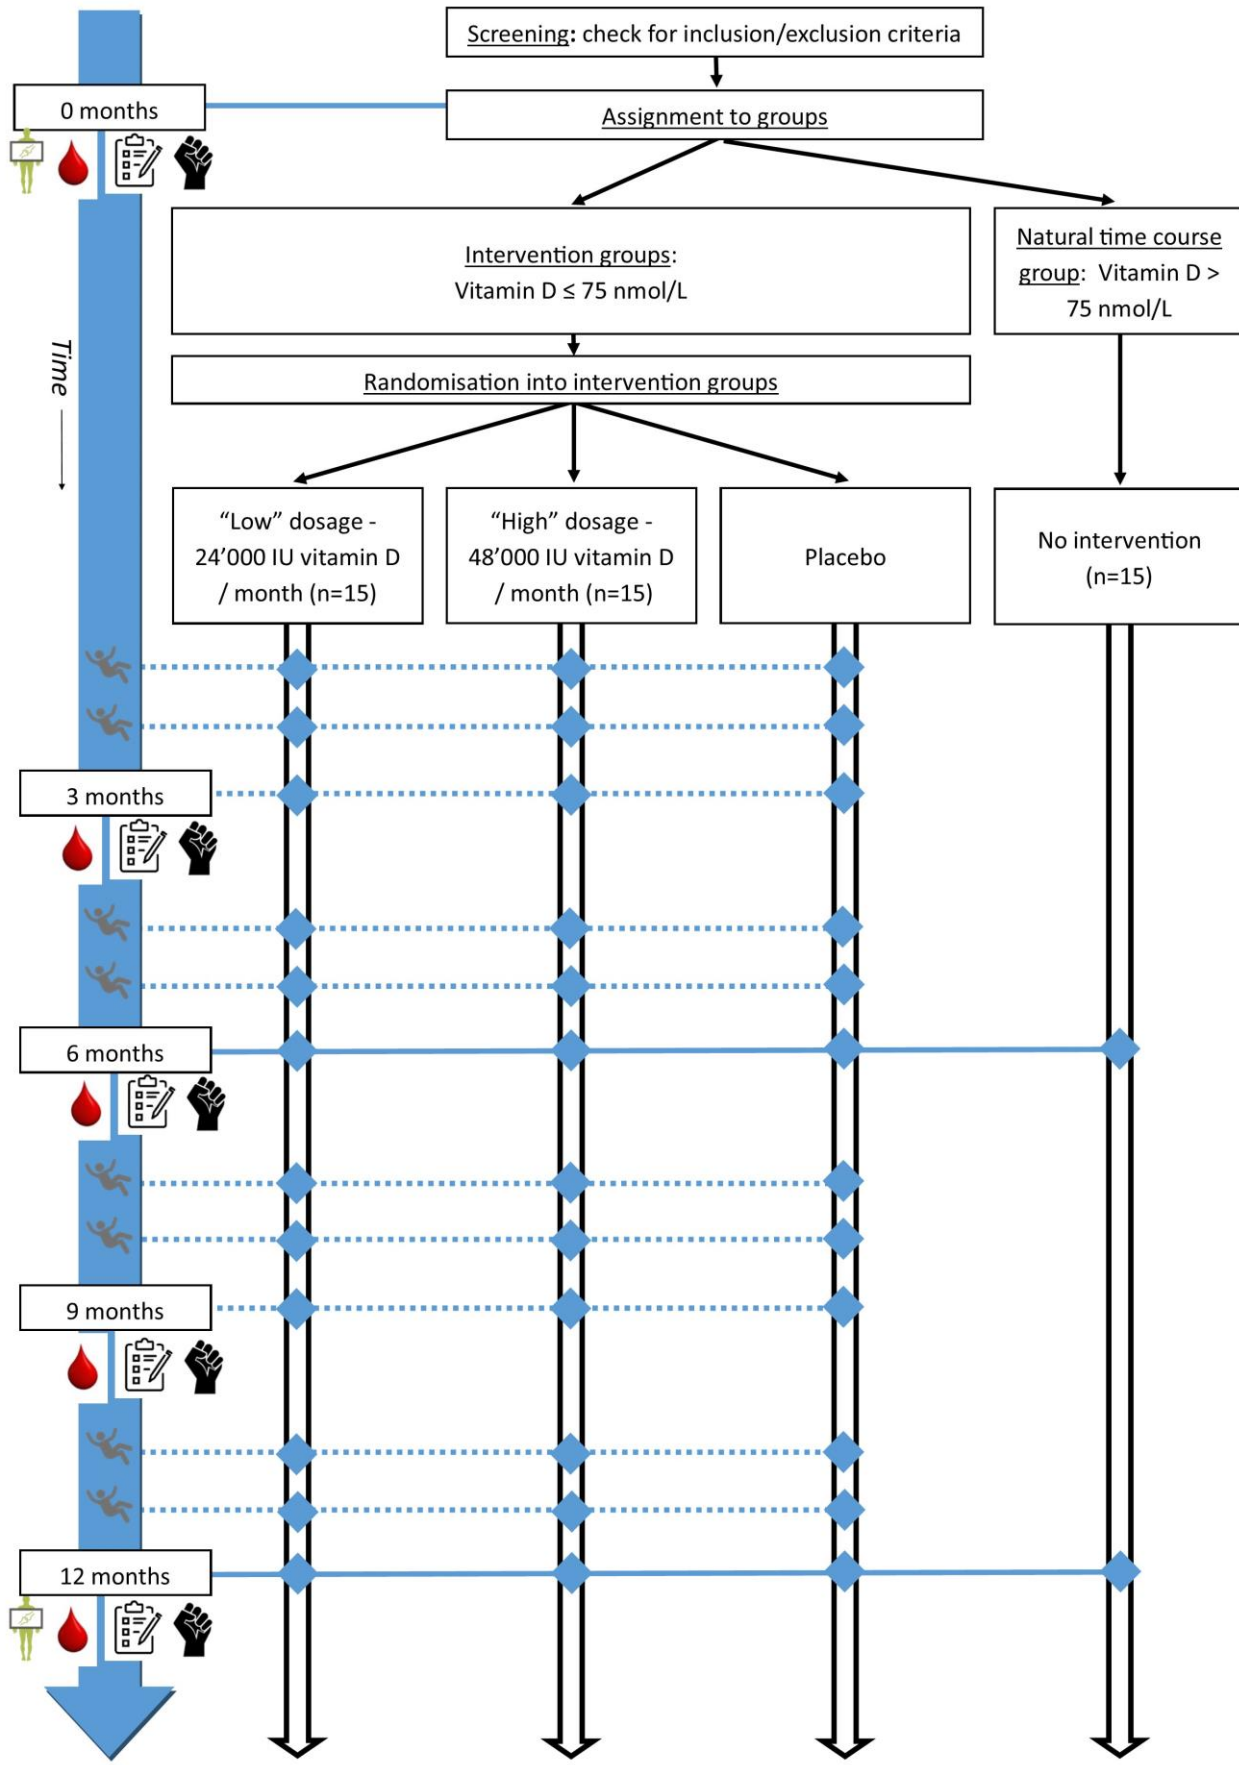 Screening: check for inclusion/exclusion criteria
0 months
Assignment to groups
Intervention groups:
Vitamin D ≤ 75 nmol/L
Natural time course
group: Vitamin D >
75 nmol/L
Time
Randomisation into intervention groups
“Low” dosage -
24’000 IU vitamin D
/ month (n=15)
“High” dosage -
48’000 IU vitamin D
/ month (n=15)
Placebo
No intervention
(n=15)
3 months
6 months
9 months
12 months